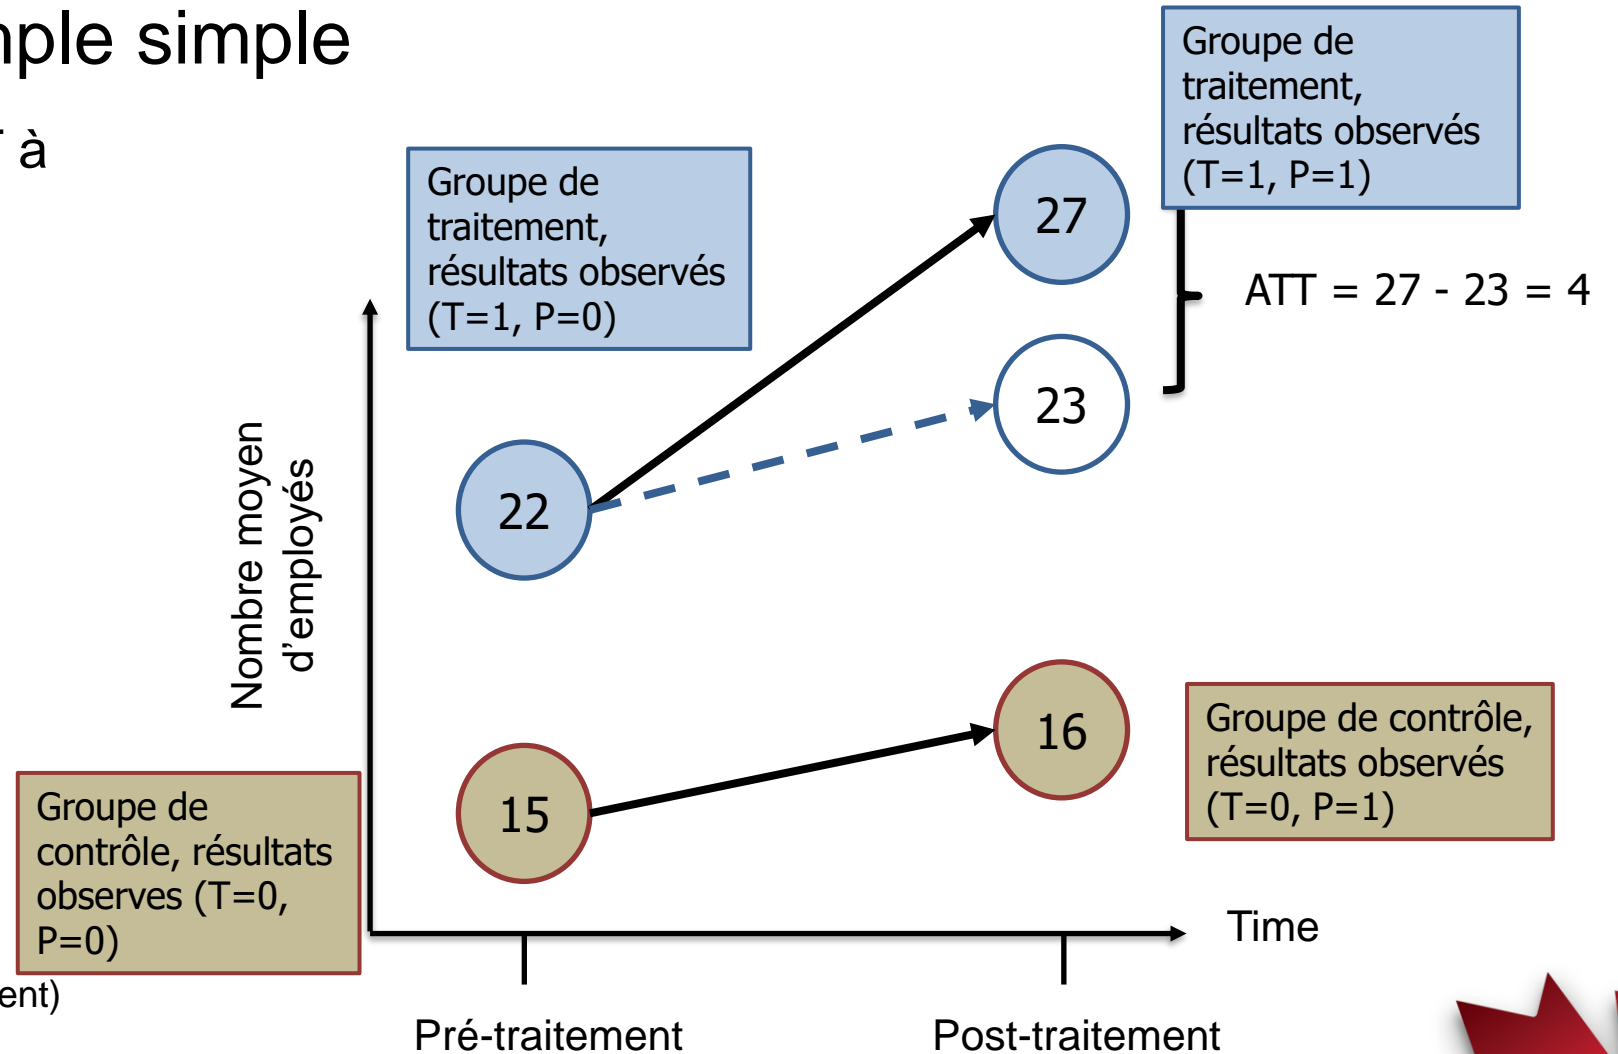 mple simple
à
Groupe de
traitement,
résultats observés
(T=1, P=1)
Groupe de
traitement,
résultats observés
(T=1, P=0)
27
ATT = 27 - 23 = 4
23
22
Nombre moyen
d'employés
16
15
Groupe de contrôle,
résultats observés
(T=0, P=1)
Groupe de
contrôle, résultats
observes (T=0,
P=0)
Time
ent)
Pré-traitement
Post-traitement